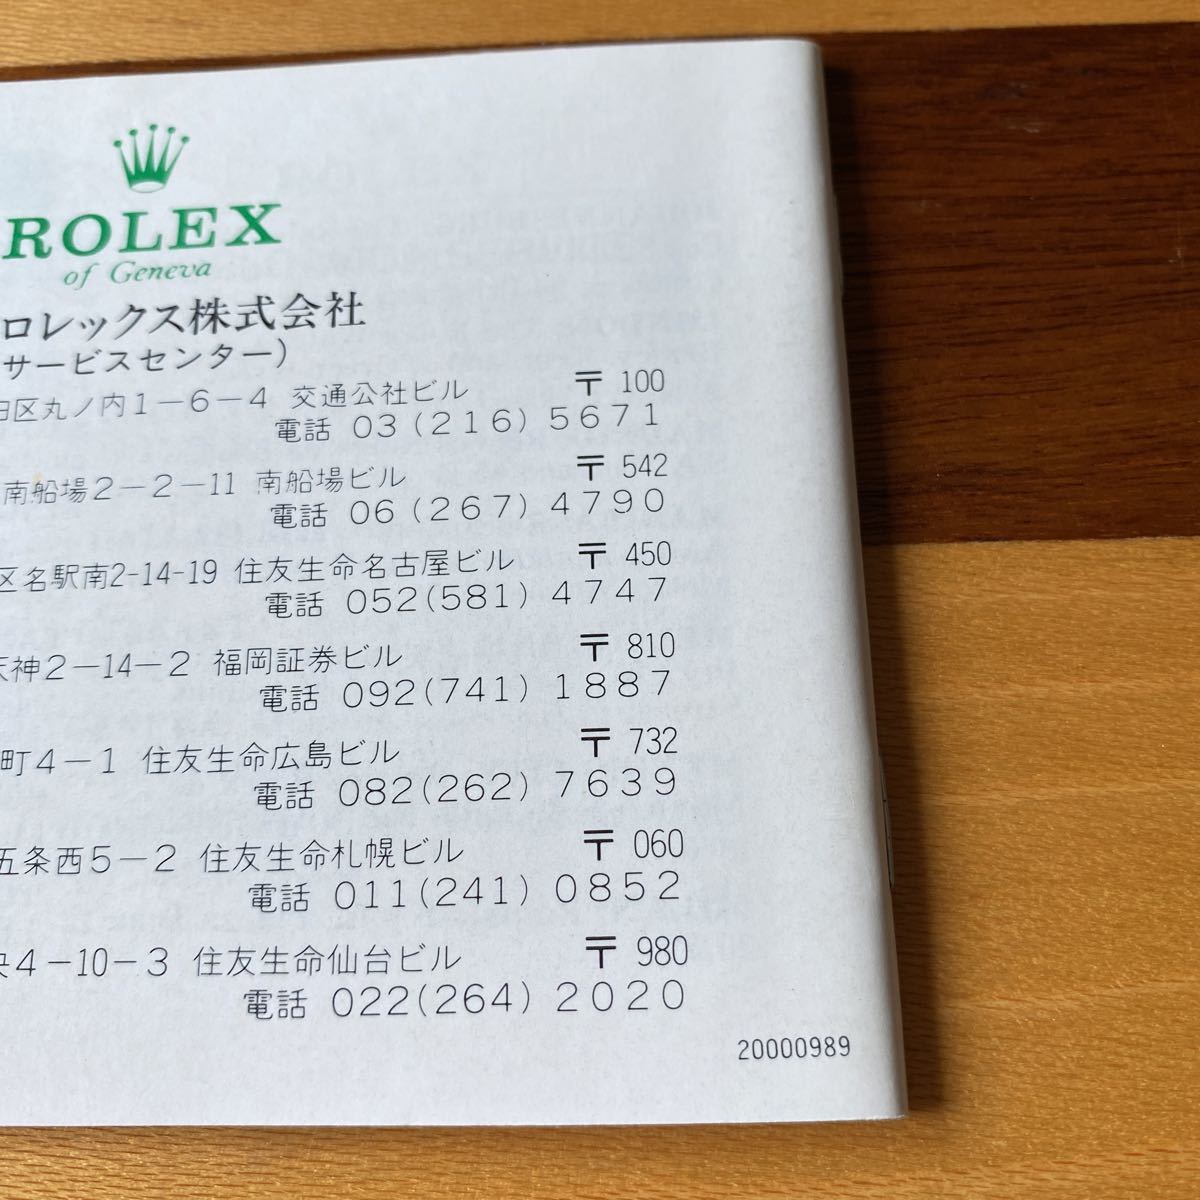 ROLEX
of Geneva
ロレックス株式会社
サービスセンター)
区丸ノ内1-6-4 交通公社ビル 〒 100
電話 03 (216) 5671
南船場2-2-11 南船場ビル 〒 542
電話 06 (267) 4790
区名駅南2-14-19 住友生命名古屋ビル 〒 450
電話 052(581) 4747
天神2-14-2 福岡証券ビル 〒 810
電話 092(741) 1887
町4-1 住友生命広島ビル 〒 732
電話 082(262) 7639
五条西5-2 住友生命札幌ビル 〒 060
電話 011(241) 0852
央4-10-3 住友生命仙台ビル 〒 980
電話 022(264) 2020
20000989